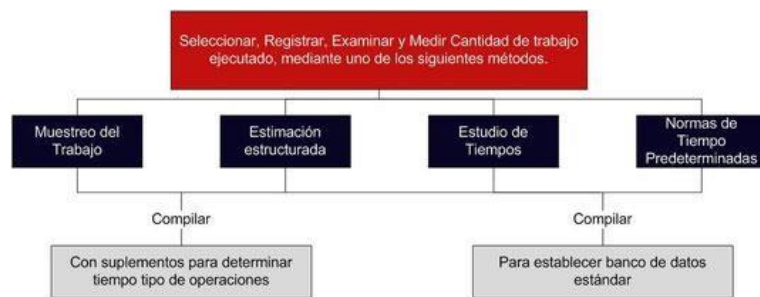 Seleccionar, Registrar, Examinar y Medir Cantidad de trabajo
ejecutado, mediante uno de los siguientes métodos.
Muestreo del
Trabajo
Estimación
estructurada
Estudio de
Tiempos
Normas de
Tiempo
Predeterminadas
Compilar
Compilar
Con suplementos para determinar
tiempo tipo de operaciones
Para establecer banco de datos
estándar